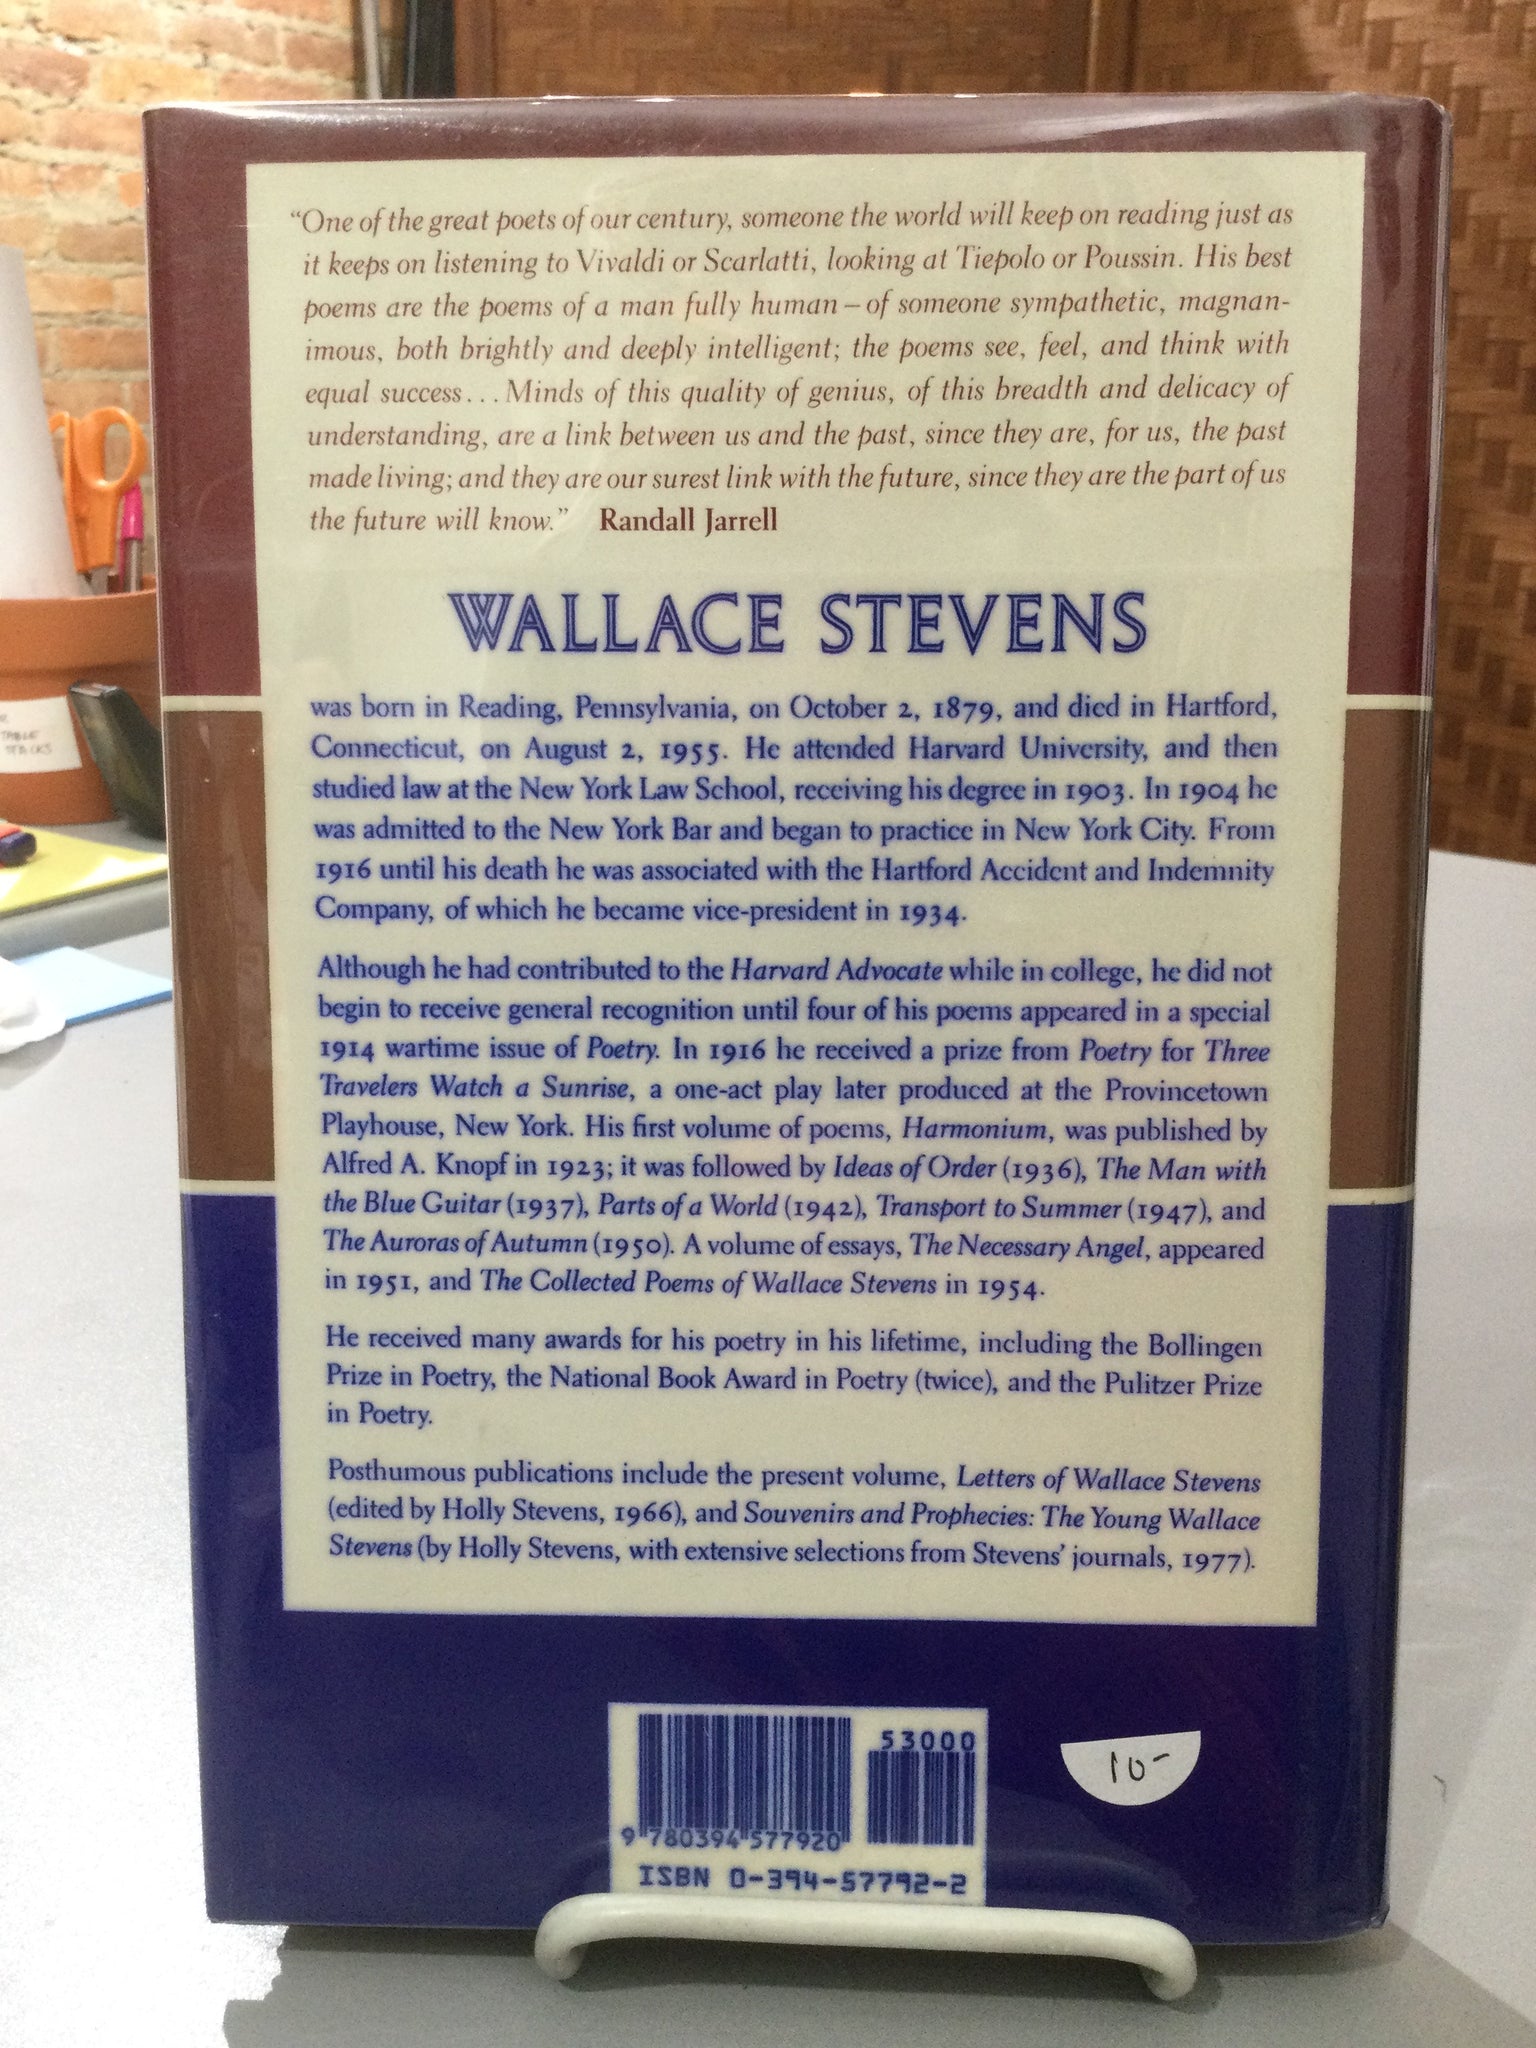 “One of the great poets of our century, someone the world will keep on reading just as
it keeps on listening to Vivaldi or Scarlatti, looking at Tiepolo or Poussin. His best
poems are the poems of a man fully human – of someone sympathetic, magnan-
imous, both brightly and deeply intelligent; the poems see, feel, and think with
equal success... Minds of this quality of genius, of this breadth and delicacy of
understanding, are a link between us and the past, since they are, for us, the past
made living; and they are our surest link with the future, since they are the part of us
the future will know.” Randall Jarrell
WALLACE STEVENS
was born in Reading, Pennsylvania, on October 2, 1879, and died in Hartford,
Connecticut, on August 2, 1955. He attended Harvard University, and then
studied law at the New York Law School, receiving his degree in 1903. In 1904 he
was admitted to the New York Bar and began to practice in New York City. From
1916 until his death he was associated with the Hartford Accident and Indemnity
Company, of which he became vice-president in 1934.
Although he had contributed to the Harvard Advocate while in college, he did not
begin to receive general recognition until four of his poems appeared in a special
1914 wartime issue of Poetry. In 1916 he received a prize from Poetry for Three
Travelers Watch a Sunrise, a one-act play later produced at the Provincetown
Playhouse, New York. His first volume of poems, Harmonium, was published by
Alfred A. Knopf in 1923; it was followed by Ideas of Order (1936), The Man with
the Blue Guitar (1937), Parts of a World (1942), Transport to Summer (1947), and
The Auroras of Autumn (1950). A volume of essays, The Necessary Angel, appeared
in 1951, and The Collected Poems of Wallace Stevens in 1954.
He received many awards for his poetry in his lifetime, including the Bollingen
Prize in Poetry, the National Book Award in Poetry (twice), and the Pulitzer Prize
in Poetry.
Posthumous publications include the present volume, Letters of Wallace Stevens
(edited by Holly Stevens, 1966), and Souvenirs and Prophecies: The Young Wallace
Stevens (by Holly Stevens, with extensive selections from Stevens’ journals, 1977).
53000
9 780394 577920
ISBN 0-394-57792-2
10-